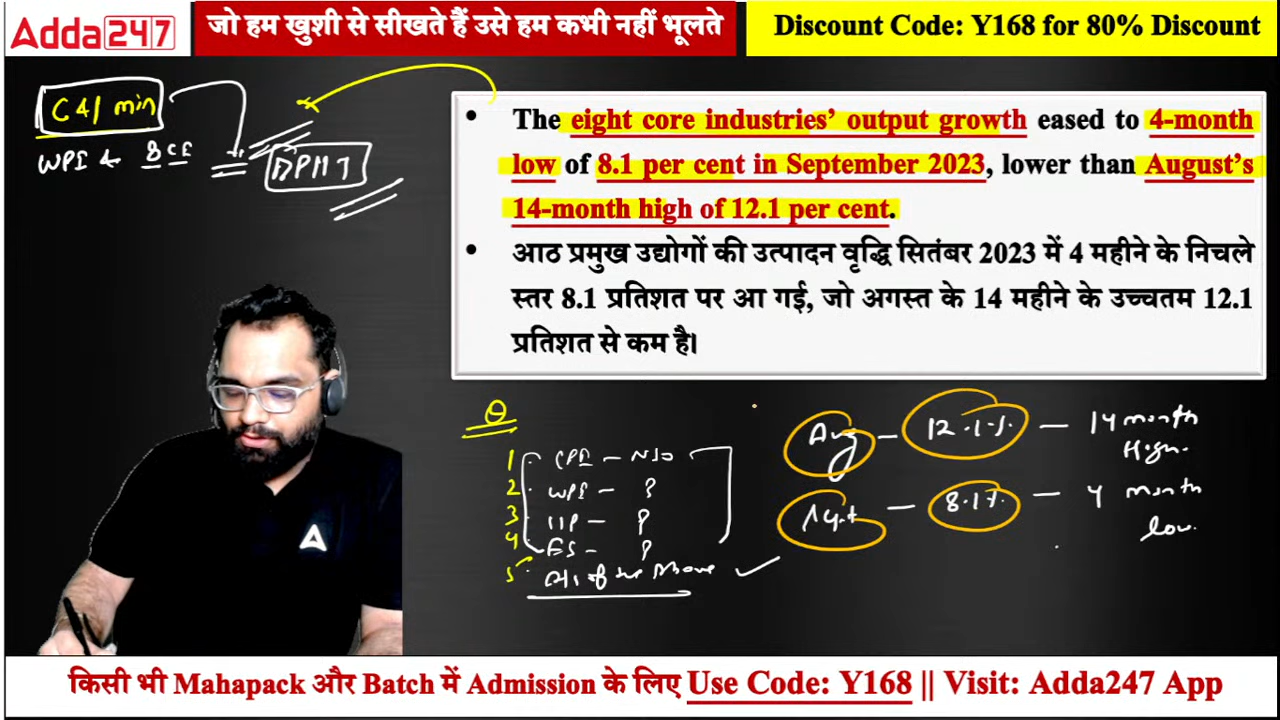 Adda247
जो हम खुशी से सीखते हैं उसे हम कभी नहीं भूलते
Discount Code: Y168 for 80% Discount
C &I min
WPI & 8 CI
DPIIT
• The eight core industries' output growth eased to 4-month
low of 8.1 per cent in September 2023, lower than August's
14-month high of 12.1 per cent.
• आठ प्रमुख उद्योगों की उत्पादन वृद्धि सितंबर 2023 में 4 महीने के निचले
स्तर 8.1 प्रतिशत पर आ गई, जो अगस्त के 14 महीने के उच्चतम 12.1
प्रतिशत से कम है।
Q
1 CPI – NSO
2 WPI – ?
3 IIP – ?
4 ES – ?
5 All of the Above
Aug – 12.1% – 14 month
High.
Sept – 8.1% – 4 month
low.
किसी भी Mahapack और Batch में Admission के लिए Use Code: Y168 || Visit: Adda247 App